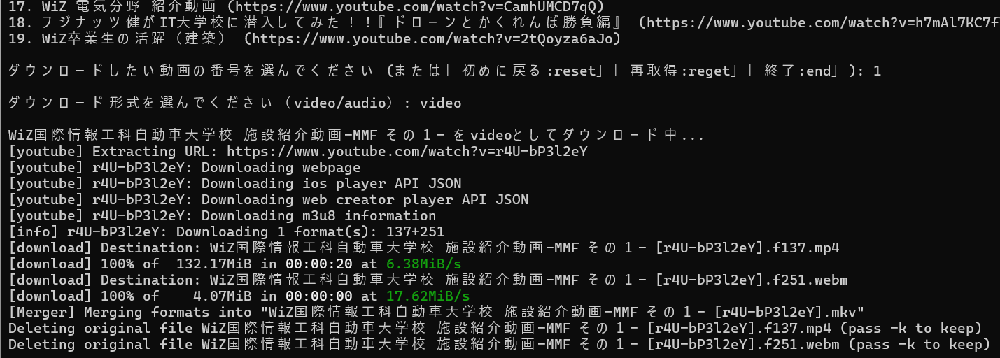 17. WiZ 電気分野 紹介動画 (https://www.youtube.com/watch?v=CamhUMCD7qQ)
18. フジナッツ健がIT大学校に潜入してみた！！『ドローンとかくれんぼ勝負編』 (https://www.youtube.com/watch?v=h7mAl7KC7f
19. WiZ卒業生の活躍（建築） (https://www.youtube.com/watch?v=2tQoyza6aJo)
ダウンロードしたい動画の番号を選んでください (または「初めに戻る:reset」「再取得:reget」「終了:end」): 1
ダウンロード形式を選んでください（video/audio）: video
WiZ国際情報工科自動車大学校 施設紹介動画-MMF その１- をvideoとしてダウンロード中...
[youtube] Extracting URL: https://www.youtube.com/watch?v=r4U-bP3l2eY
[youtube] r4U-bP3l2eY: Downloading webpage
[youtube] r4U-bP3l2eY: Downloading ios player API JSON
[youtube] r4U-bP3l2eY: Downloading web creator player API JSON
[youtube] r4U-bP3l2eY: Downloading m3u8 information
[info] r4U-bP3l2eY: Downloading 1 format(s): 137+251
[download] Destination: WiZ国際情報工科自動車大学校 施設紹介動画-MMF その１- [r4U-bP3l2eY].f137.mp4
[download] 100% of  132.17MiB in 00:00:20 at 6.38MiB/s
[download] Destination: WiZ国際情報工科自動車大学校 施設紹介動画-MMF その１- [r4U-bP3l2eY].f251.webm
[download] 100% of    4.07MiB in 00:00:00 at 17.62MiB/s
[Merger] Merging formats into "WiZ国際情報工科自動車大学校 施設紹介動画-MMF その１- [r4U-bP3l2eY].mkv"
Deleting original file WiZ国際情報工科自動車大学校 施設紹介動画-MMF その１- [r4U-bP3l2eY].f137.mp4 (pass -k to keep)
Deleting original file WiZ国際情報工科自動車大学校 施設紹介動画-MMF その１- [r4U-bP3l2eY].f251.webm (pass -k to keep)